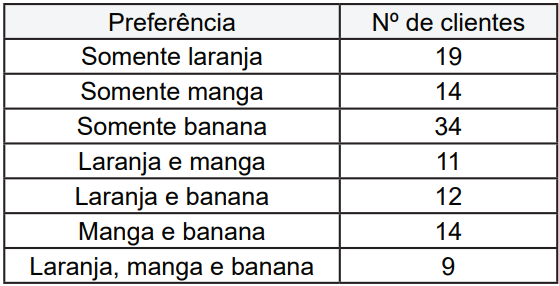 Preferência Nº de clientes
Somente laranja 19
Somente manga 14
Somente banana 34
Laranja e manga 11
Laranja e banana 12
Manga e banana 14
Laranja, manga e banana 9